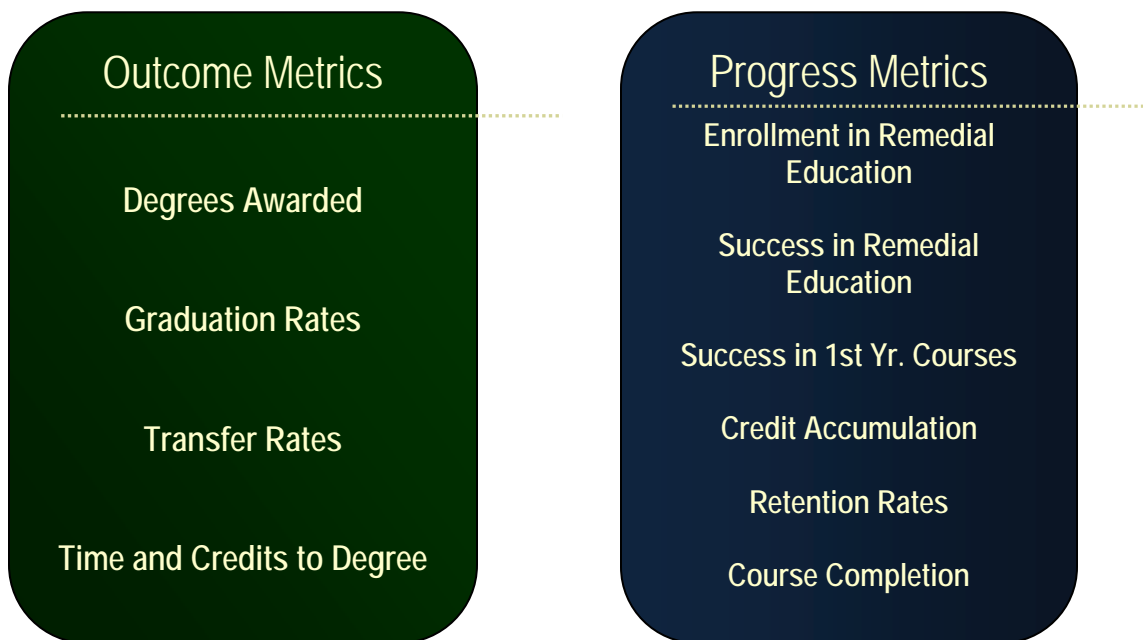 Outcome Metrics
Degrees Awarded
Graduation Rates
Transfer Rates
Time and Credits to Degree
Progress Metrics
Enrollment in Remedial
Education
Success in Remedial
Education
Success in 1st Yr. Courses
Credit Accumulation
Retention Rates
Course Completion